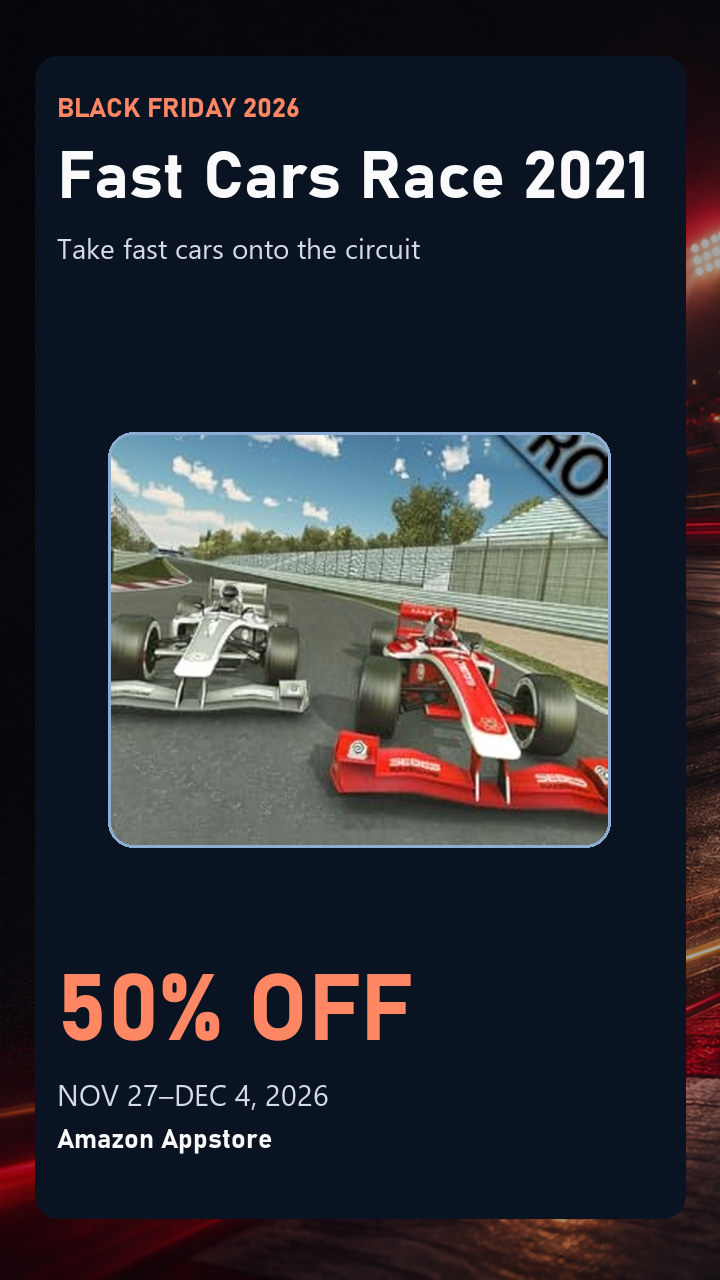 BLACK FRIDAY 2026
Fast Cars Race 2021
Take fast cars onto the circuit
RO
50% OFF
NOV 27–DEC 4, 2026
Amazon Appstore